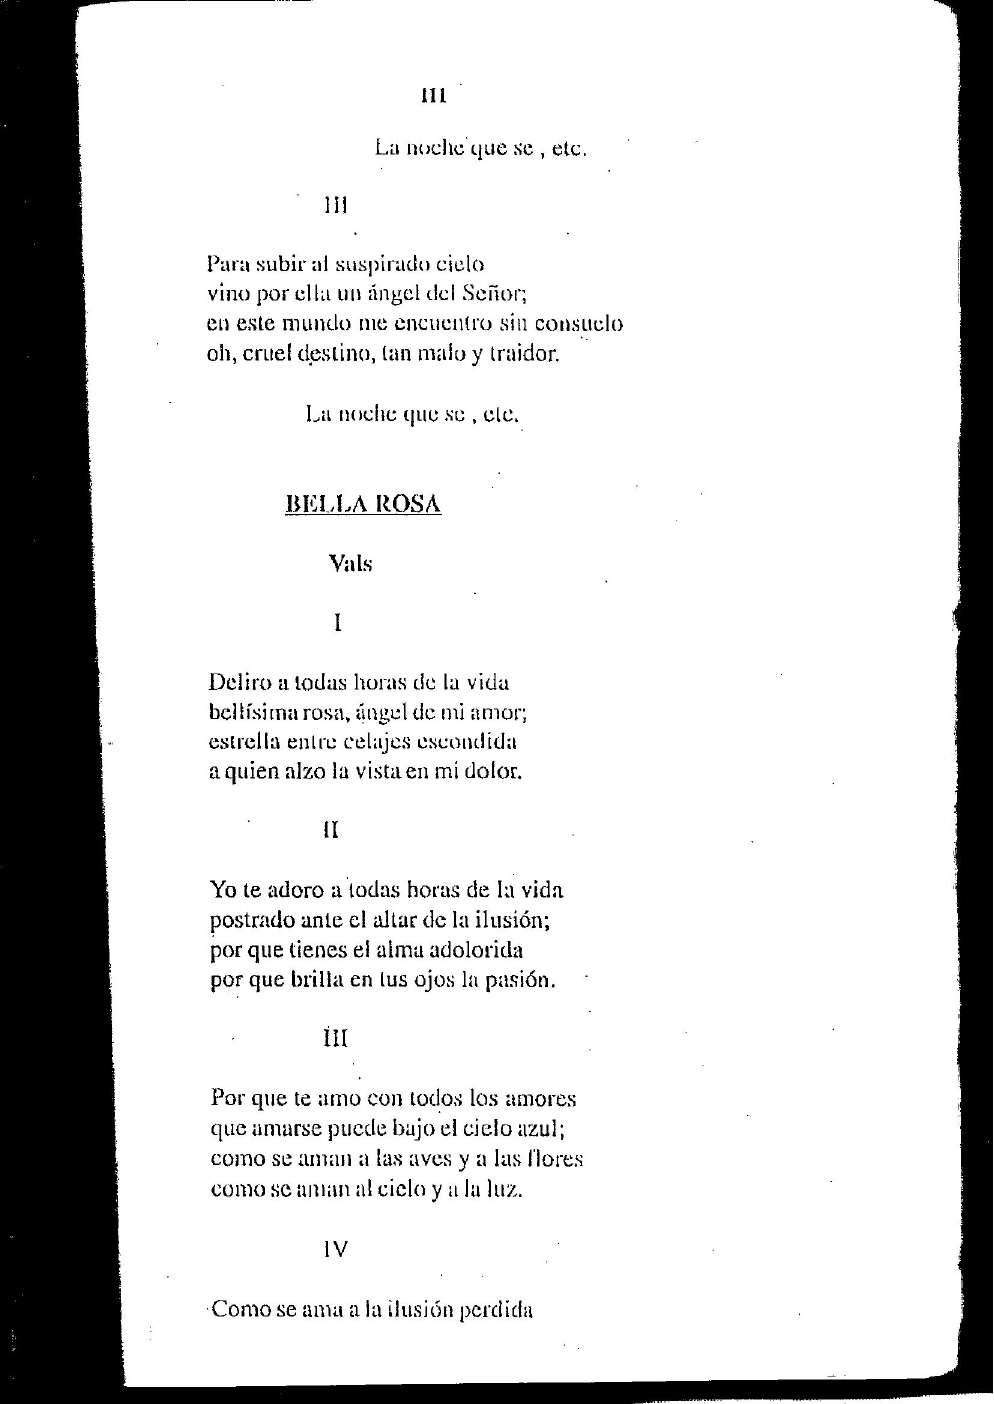 III
La noche que se , etc.
III
Para subir al suspirado cielo
vino por ella un ángel del Señor;
en este mundo me encuentro sin consuelo
oh, cruel destino, tan malo y traidor.
La noche que se , etc.
BELLA ROSA
Vals
I
Deliro a todas horas de la vida
bellísima rosa, ángel de mi amor;
estrella entre celajes escondida
a quien alzo la vista en mi dolor.
II
Yo te adoro a todas horas de la vida
postrado ante el altar de la ilusión;
por que tienes el alma adolorida
por que brilla en tus ojos la pasión.
III
Por que te amo con todos los amores
que amarse puede bajo el cielo azul;
como se aman a las aves y a las flores
como se aman al cielo y a la luz.
IV
Como se ama a la ilusión perdida